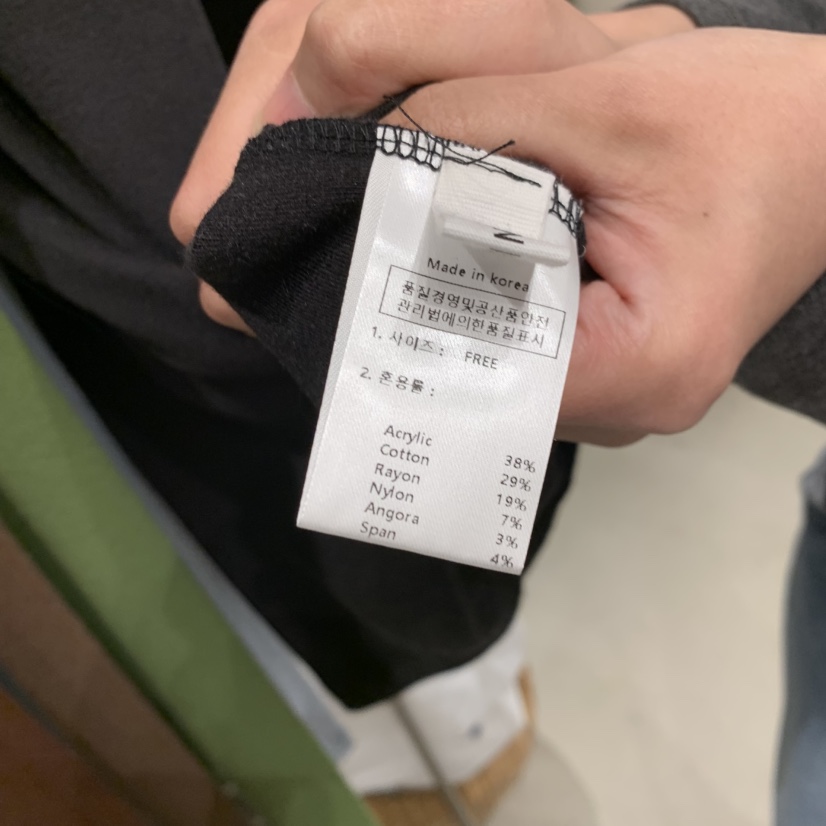 Made in korea
품질경영및공산품안전
관리법에의한품질표시
1. 사이즈 : FREE
2. 혼용률 :
Acrylic 38%
Cotton 29%
Rayon 19%
Nylon 7%
Angora 3%
Span 4%